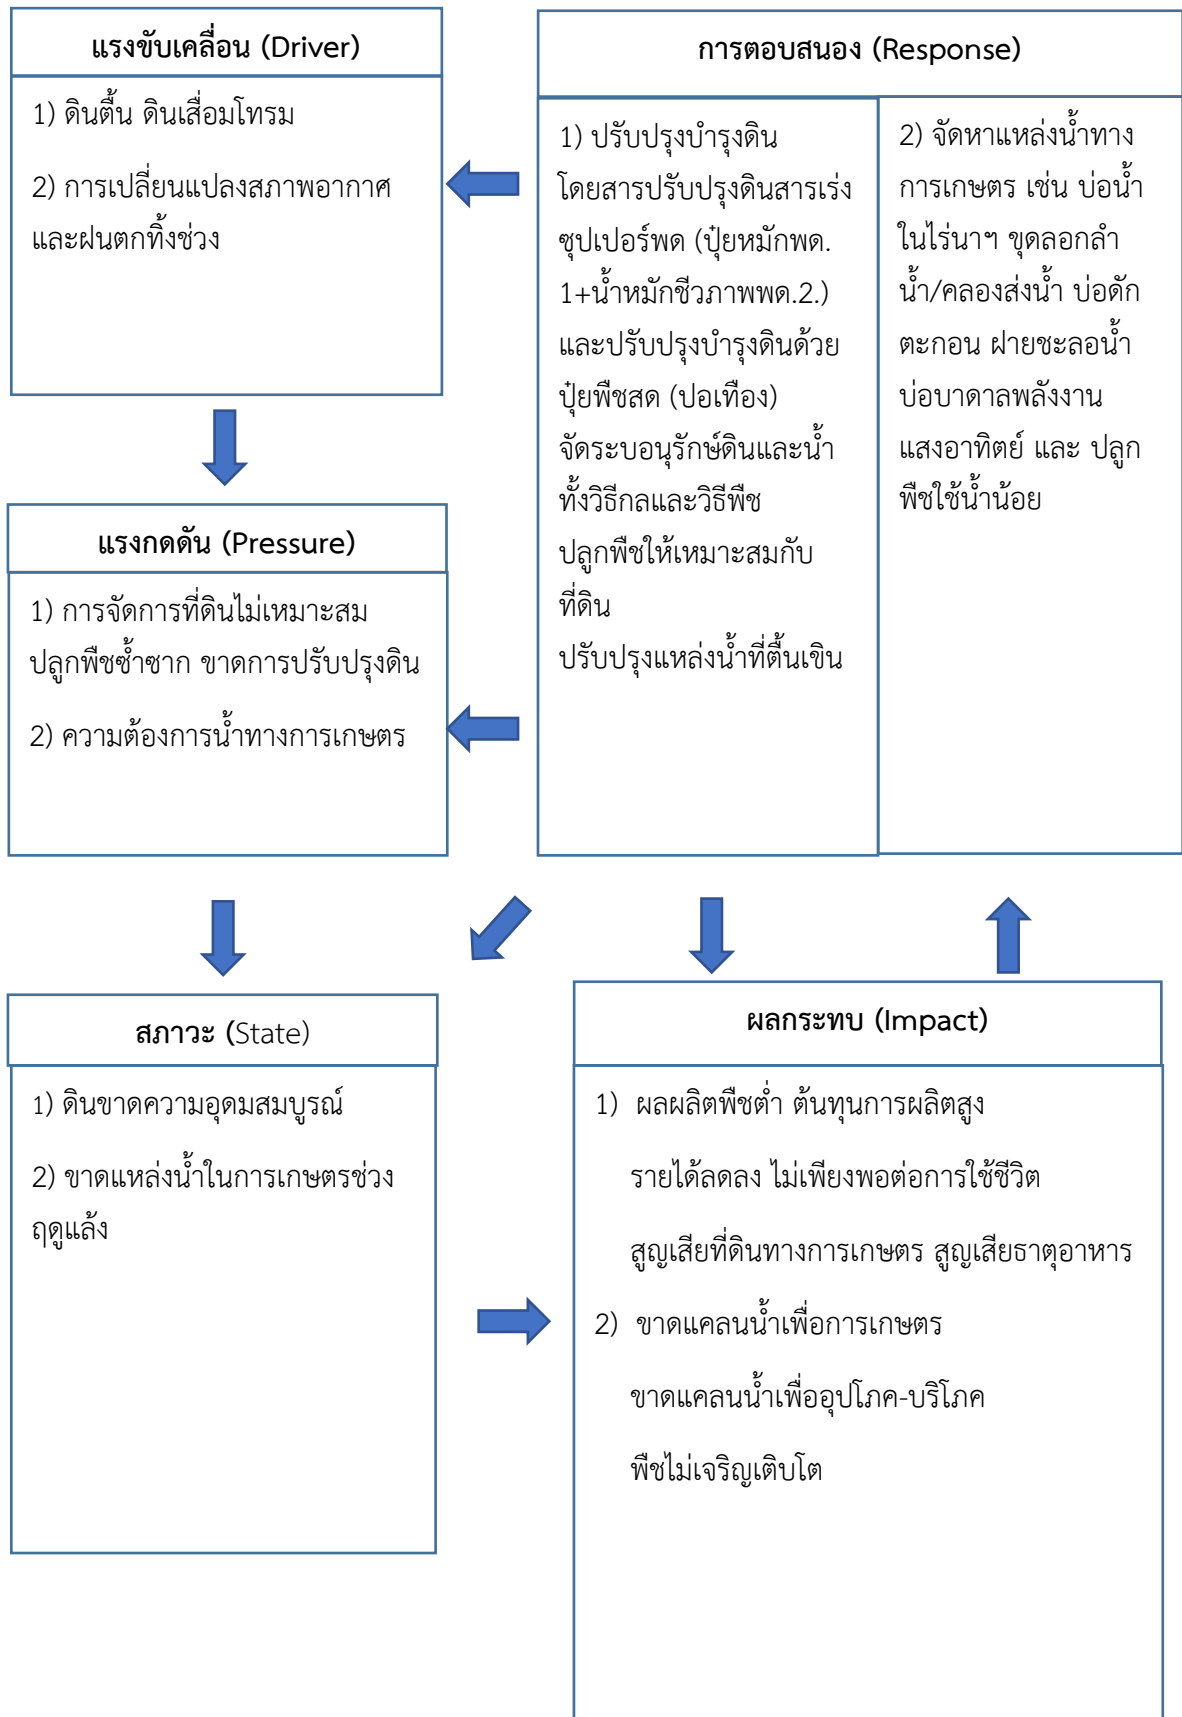 แรงขับเคลื่อน (Driver)
1) ดินตื้น ดินเสื่อมโทรม
2) การเปลี่ยนแปลงสภาพอากาศ
และฝนตกทิ้งช่วง
การตอบสนอง (Response)
1) ปรับปรุงบำรุงดิน
โดยสารปรับปรุงดินสารเร่ง
ซุปเปอร์พด (ปุ๋ยหมักพด.
1+น้ำหมักชีวภาพพด.2.)
และปรับปรุงบำรุงดินด้วย
ปุ๋ยพืชสด (ปอเทือง)
จัดระบอนุรักษ์ดินและน้ำ
ทั้งวิธีกลและวิธีพืช
ปลูกพืชให้เหมาะสมกับ
ที่ดิน
ปรับปรุงแหล่งน้ำที่ตื้นเขิน
2) จัดหาแหล่งน้ำทาง
การเกษตร เช่น บ่อน้ำ
ในไร่นาฯ ขุดลอกลำ
น้ำ/คลองส่งน้ำ บ่อดัก
ตะกอน ฝายชะลอน้ำ
บ่อบาดาลพลังงาน
แสงอาทิตย์ และ ปลูก
พืชใช้น้ำน้อย
แรงกดดัน (Pressure)
1) การจัดการที่ดินไม่เหมาะสม
ปลูกพืชซ้ำซาก ขาดการปรับปรุงดิน
2) ความต้องการน้ำทางการเกษตร
สภาวะ (State)
1) ดินขาดความอุดมสมบูรณ์
2) ขาดแหล่งน้ำในการเกษตรช่วง
ฤดูแล้ง
ผลกระทบ (Impact)
1) ผลผลิตพืชต่ำ ต้นทุนการผลิตสูง
รายได้ลดลง ไม่เพียงพอต่อการใช้ชีวิต
สูญเสียที่ดินทางการเกษตร สูญเสียธาตุอาหาร
2) ขาดแคลนน้ำเพื่อการเกษตร
ขาดแคลนน้ำเพื่ออุปโภค-บริโภค
พืชไม่เจริญเติบโต